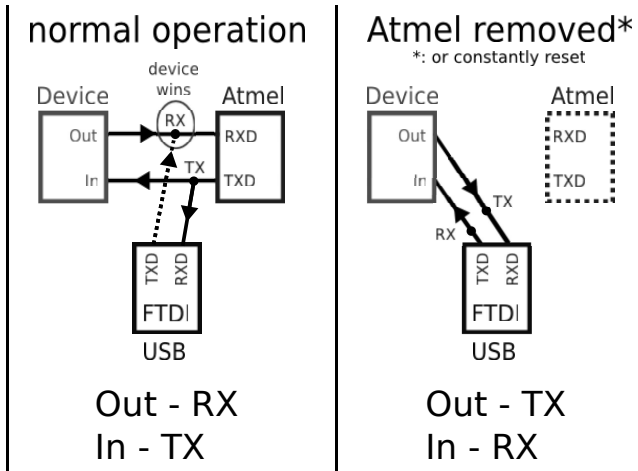 normal operation
device
wins
Device
Atmel
RX
Out
RXD
TX
In
TXD
TXD
RXD
FTDI
USB
Out - RX
In - TX
Atmel removed*
*: or constantly reset
Device
Atmel
Out
RXD
In
TXD
TX
RX
TXD
RXD
FTDI
USB
Out - TX
In - RX